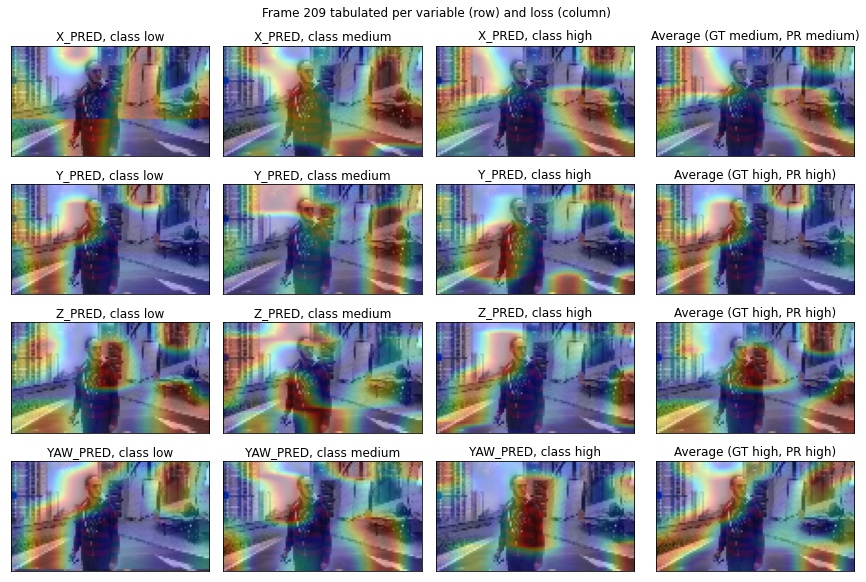 Frame 209 tabulated per variable (row) and loss (column)
X_PRED, class low
X_PRED, class medium
X_PRED, class high
Average (GT medium, PR medium)
Y_PRED, class low
Y_PRED, class medium
Y_PRED, class high
Average (GT high, PR high)
Z_PRED, class low
Z_PRED, class medium
Z_PRED, class high
Average (GT high, PR high)
YAW_PRED, class low
YAW_PRED, class medium
YAW_PRED, class high
Average (GT high, PR high)